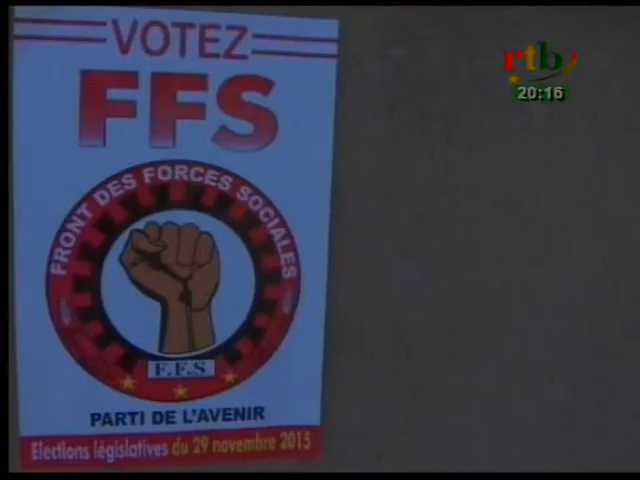 VOTEZ
FFS
FRONT DES FORCES SOCIALES
F.F.S
PARTI DE L'AVENIR
Elections législatives du 29 novembre 2015
rtb
20:16